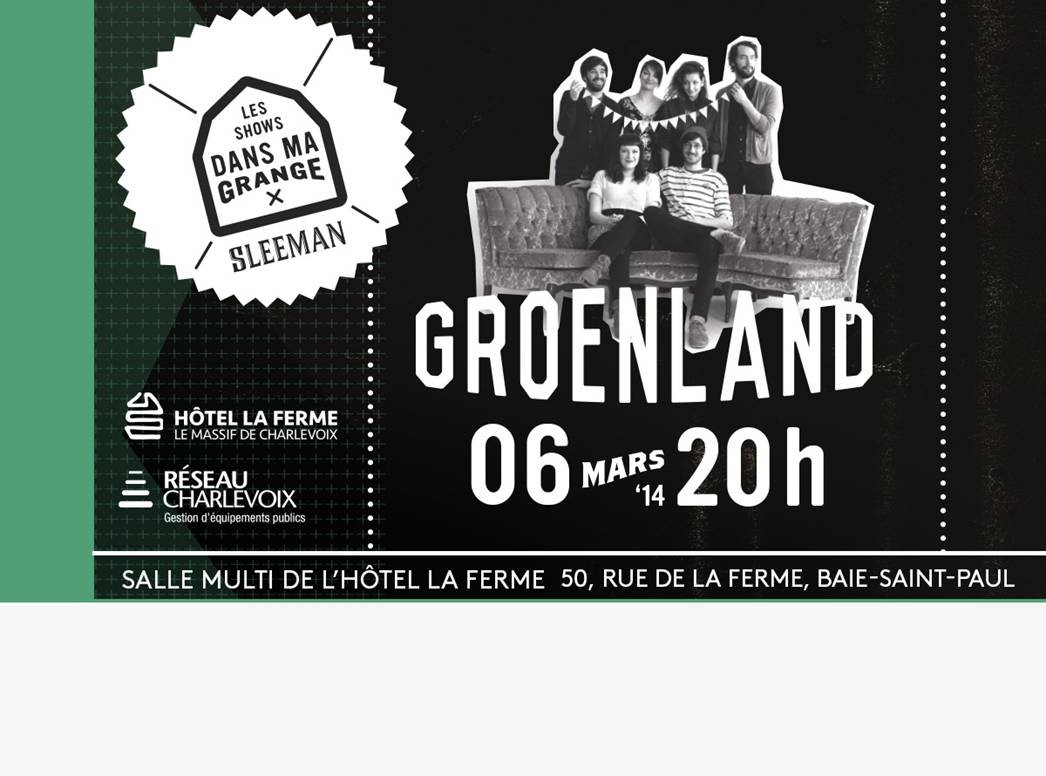 LES
SHOWS
DANS MA
GRANGE
X
SLEEMAN
HÔTEL LA FERME
LE MASSIF DE CHARLEVOIX
RÉSEAU
CHARLEVOIX
Gestion d'équipements publics
GROENLAND
06 MARS '14 20h
SALLE MULTI DE L'HÔTEL LA FERME 50, RUE DE LA FERME, BAIE-SAINT-PAUL